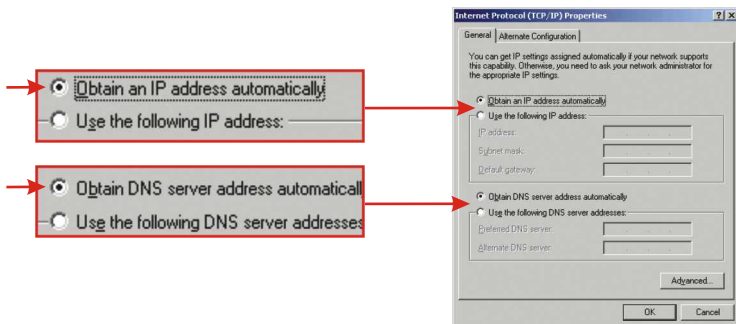 Obtain an IP address automatically
Use the following IP address:
Obtain DNS server address automaticall
Use the following DNS server addresses
Internet Protocol (TCP/IP) Properties
General
Alternate Configuration
You can get IP settings assigned automatically if your network supports
this capability. Otherwise, you need to ask your network administrator for
the appropriate IP settings.
Obtain an IP address automatically
Use the following IP address:
IP address:
Subnet mask:
Default gateway:
Obtain DNS server address automatically
Use the following DNS server addresses:
Preferred DNS server:
Alternate DNS server:
Advanced...
OK
Cancel